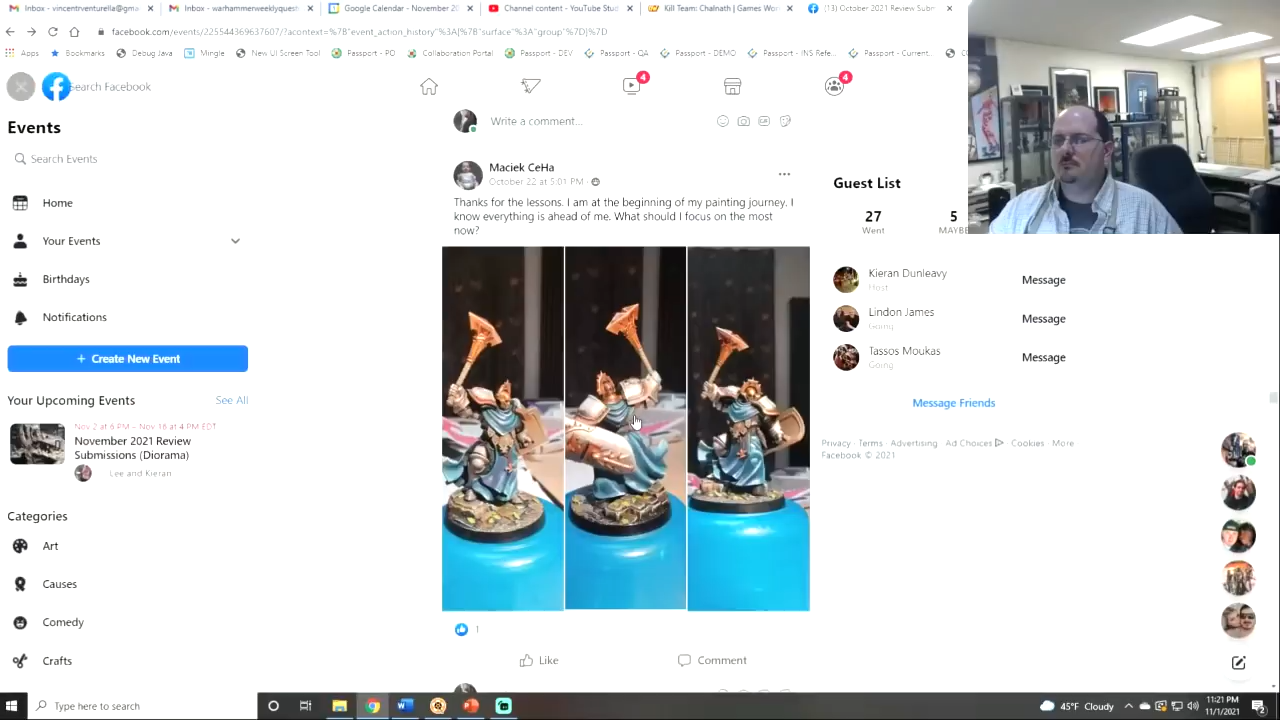 Inbox - vincentrventurella@gma
Inbox - warhammerweeklyquest
Google Calendar - November 20
Channel content - YouTube Stud
Kill Team: Chalnath | Games Wor
(13) October 2021 Review Subm
facebook.com/events/225544369637607/?acontext=%7B"event_action_history"%3A[%7B"surface"%3A"group"%7D]%7D
Apps
Bookmarks
Debug Java
Mingle
New UI Screen Tool
Passport - PO
Collaboration Portal
Passport - DEV
Passport - QA
Passport - DEMO
Passport - INS Refe...
Passport - Current...
Search Facebook
4
4
Events
Search Events
Home
Your Events
Birthdays
Notifications
+ Create New Event
Your Upcoming Events
See All
Nov 2 at 6 PM – Nov 16 at 4 PM EDT
November 2021 Review
Submissions (Diorama)
Lee and Kieran
Categories
Art
Causes
Comedy
Crafts
Write a comment...
Maciek CeHa
October 22 at 5:01 PM ·
Thanks for the lessons. I am at the beginning of my painting journey. I
know everything is ahead of me. What should I focus on the most
now?
1
Like
Comment
Guest List
27
Went
5
MAYBE
Kieran Dunleavy
Host
Message
Lindon James
Going
Message
Tassos Moukas
Going
Message
Message Friends
Privacy · Terms · Advertising · Ad Choices · Cookies · More
Facebook © 2021
Type here to search
45°F Cloudy
11:21 PM
11/1/2021
2